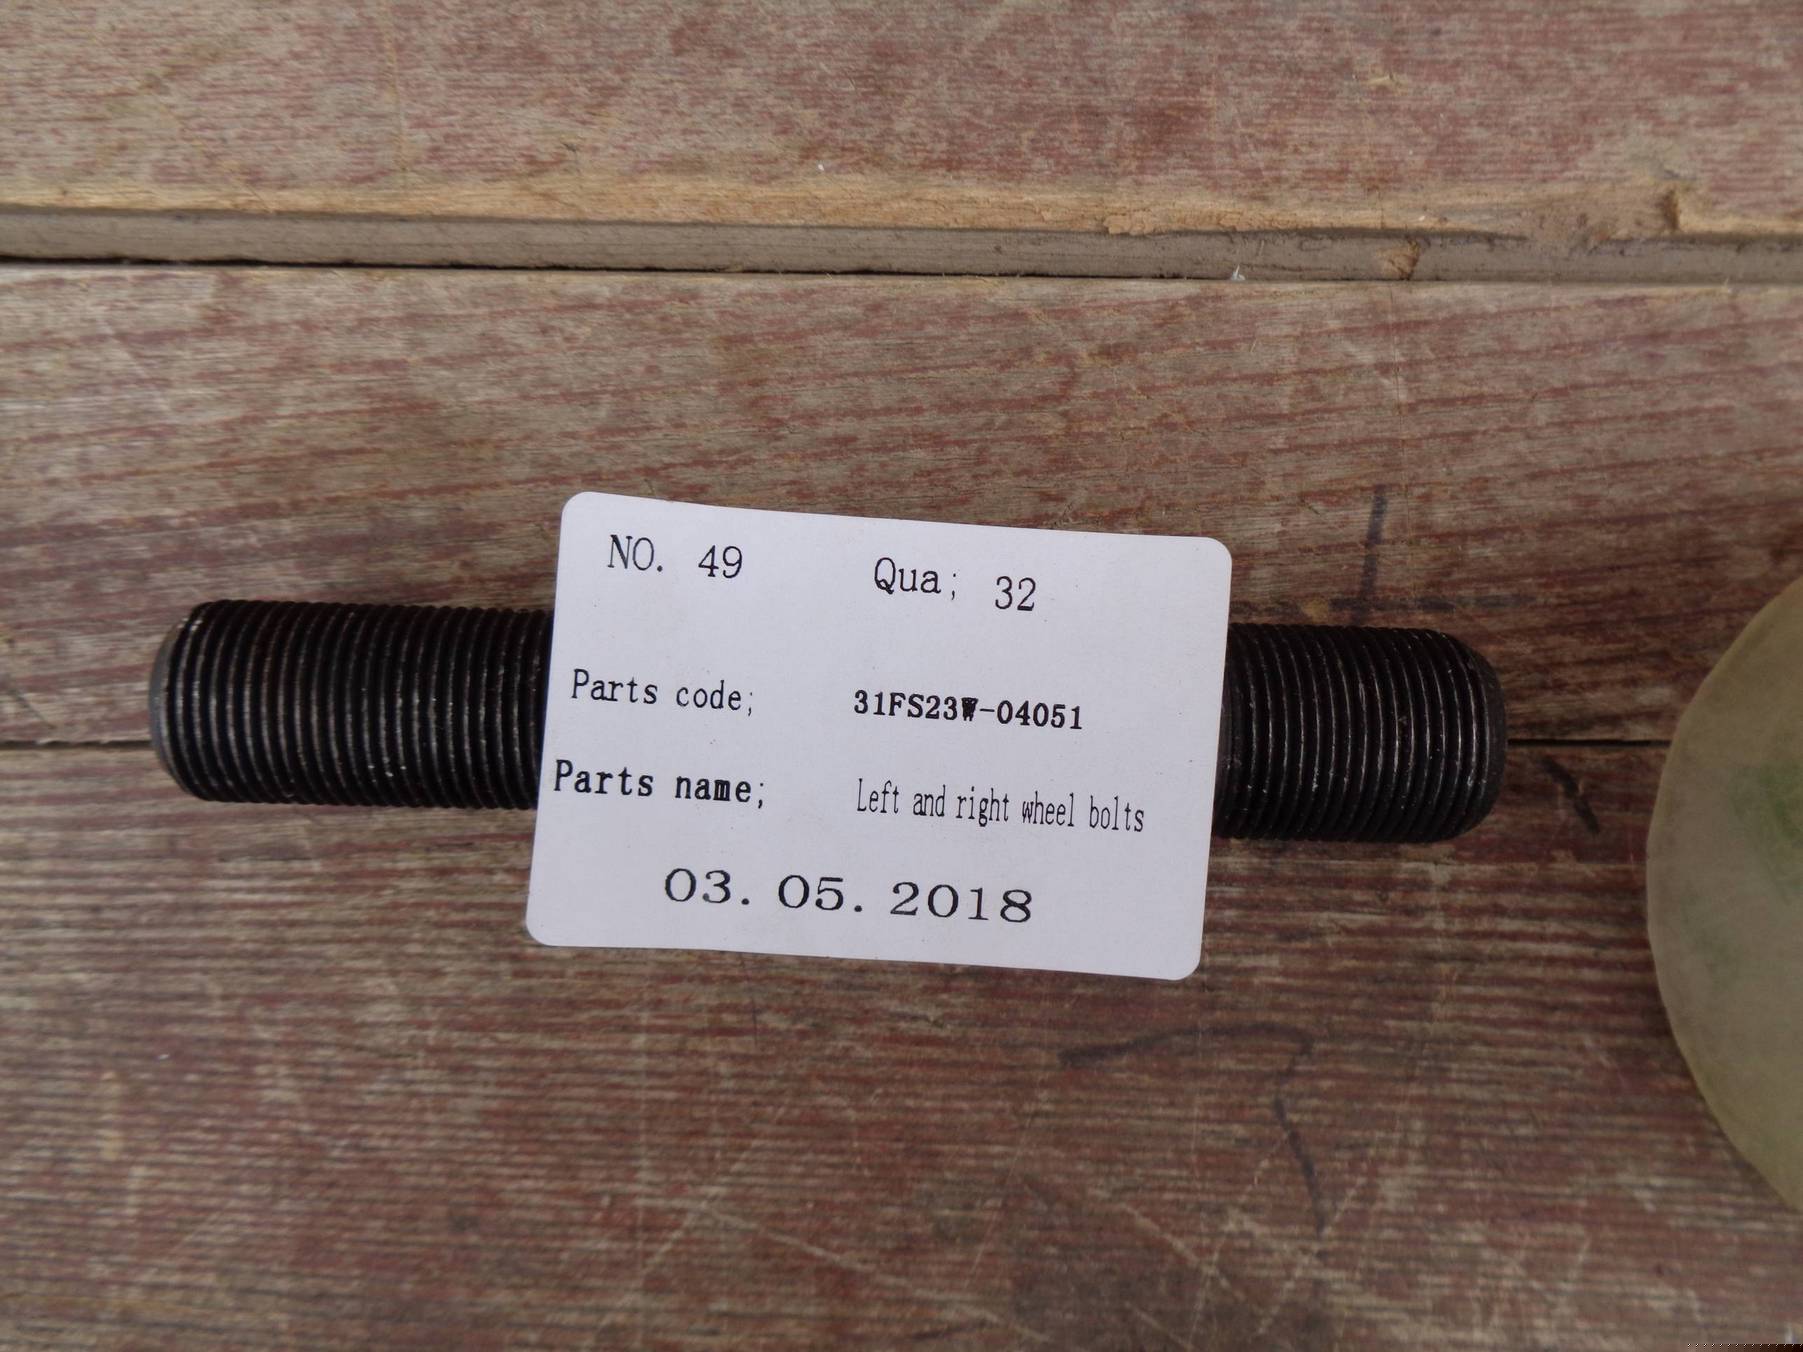 NO. 49 Qua; 32
Parts code; 31FS23W-04051
Parts name; Left and right wheel bolts
03. 05. 2018